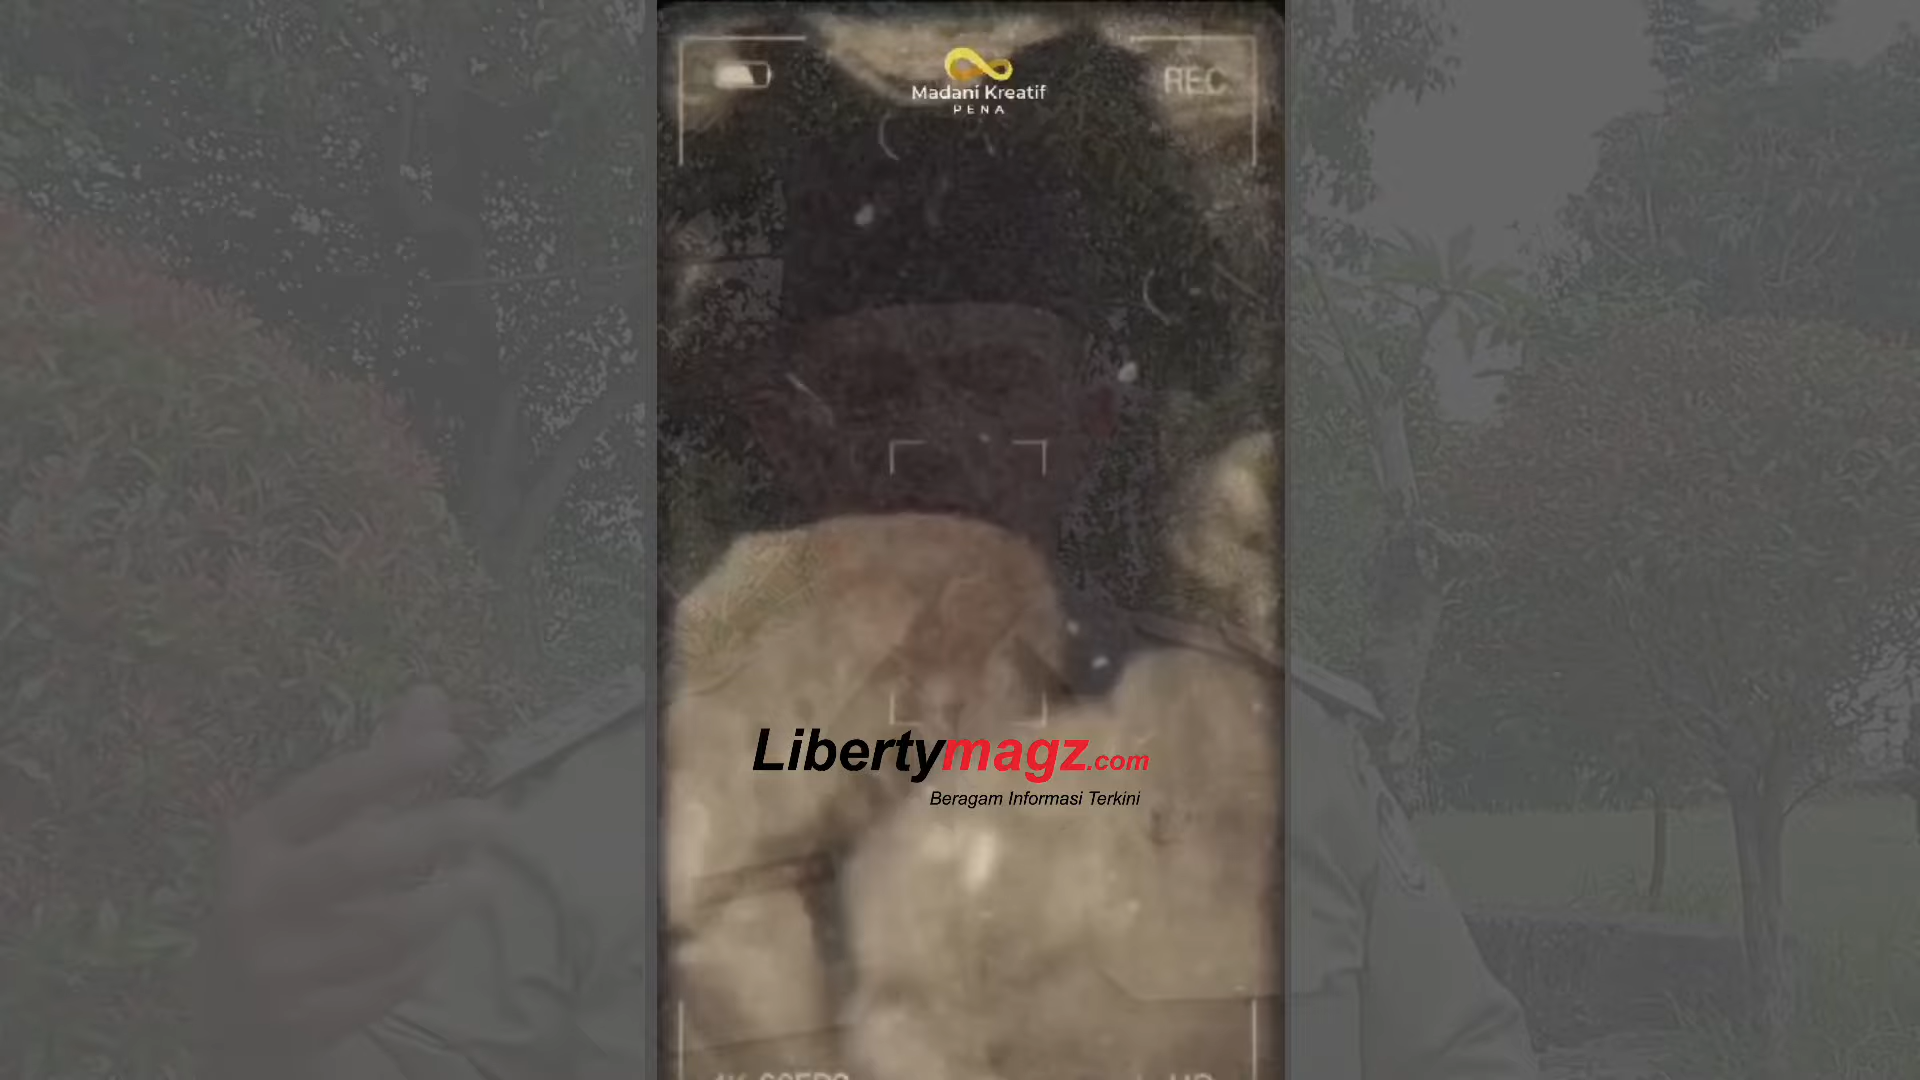 REC
Madani Kreatif
PENA
Libertymagz.com
Beragam Informasi Terkini